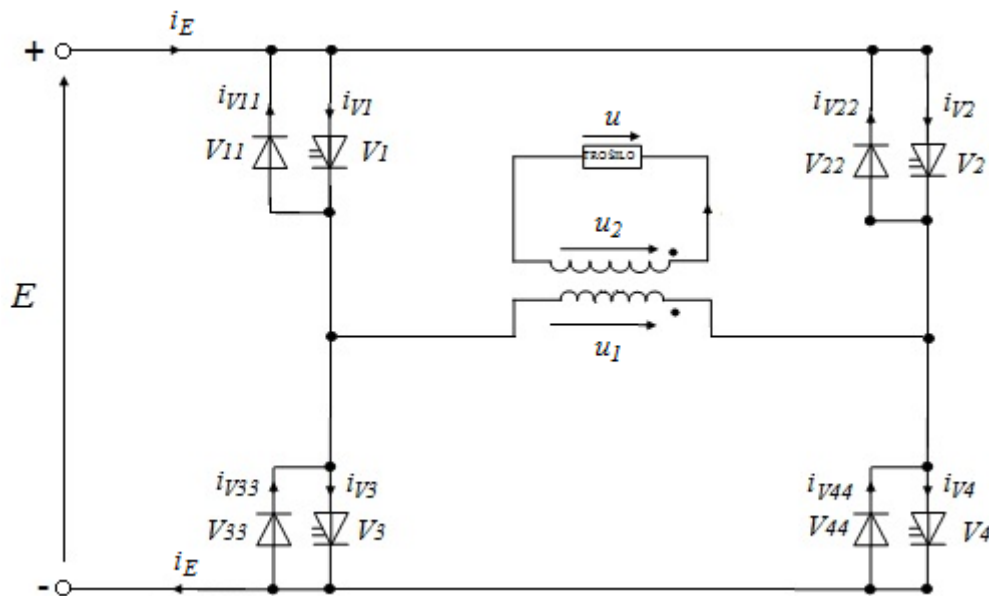 i_E
+
i_V11
i_V1
V11
V1
u
TROŠILO
i_V22
i_V2
V22
V2
u_2
E
u_1
i_V33
i_V3
V33
V3
i_V44
i_V4
V44
V4
i_E
-